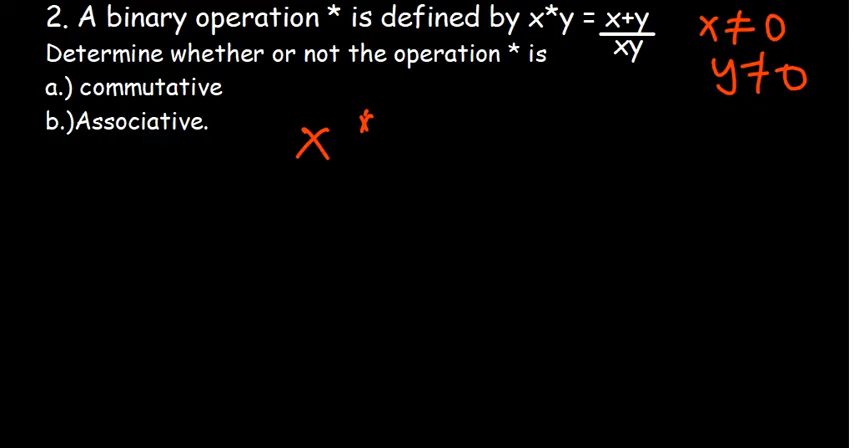 2. A binary operation * is defined by x*y = x+y/xy
x ≠ 0
y ≠ 0
Determine whether or not the operation * is
a.) commutative
b.)Associative.
x *